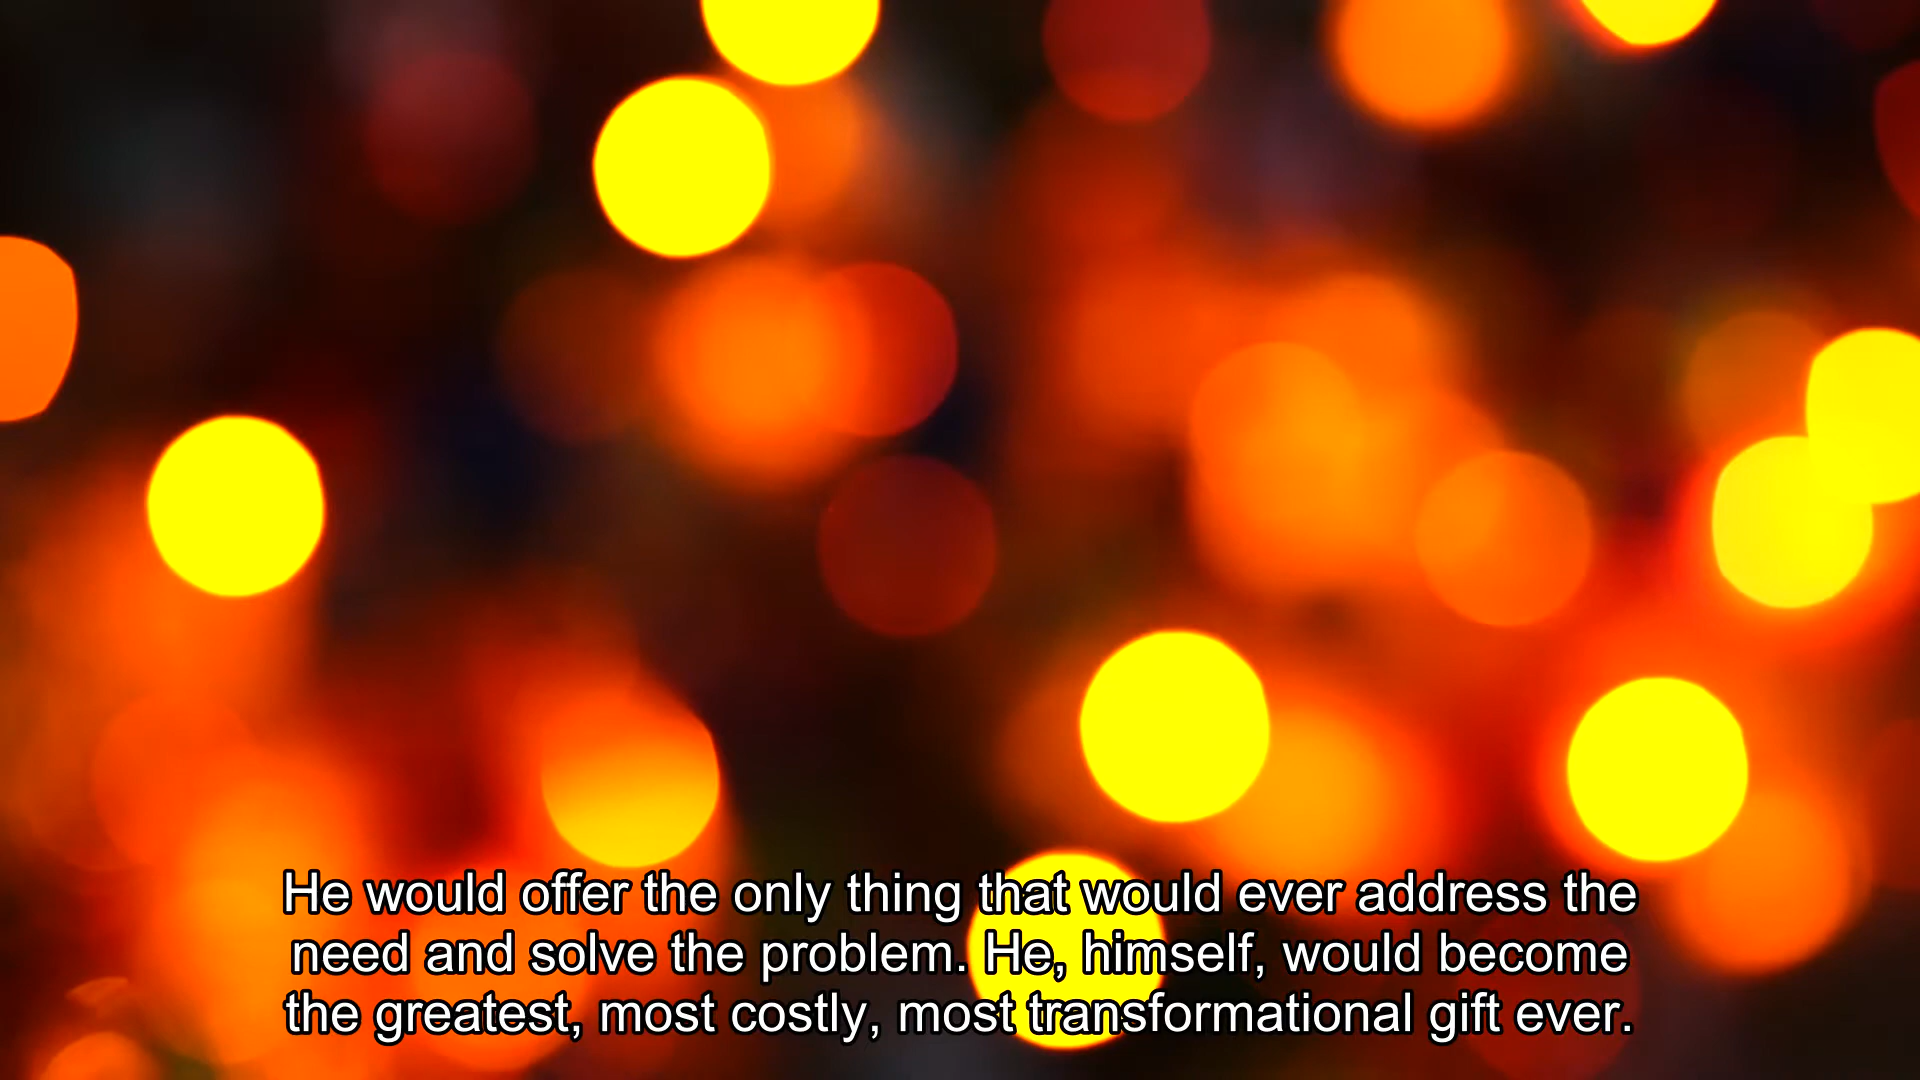 He would offer the only thing that would ever address the
need and solve the problem. He, himself, would become
the greatest, most costly, most transformational gift ever.